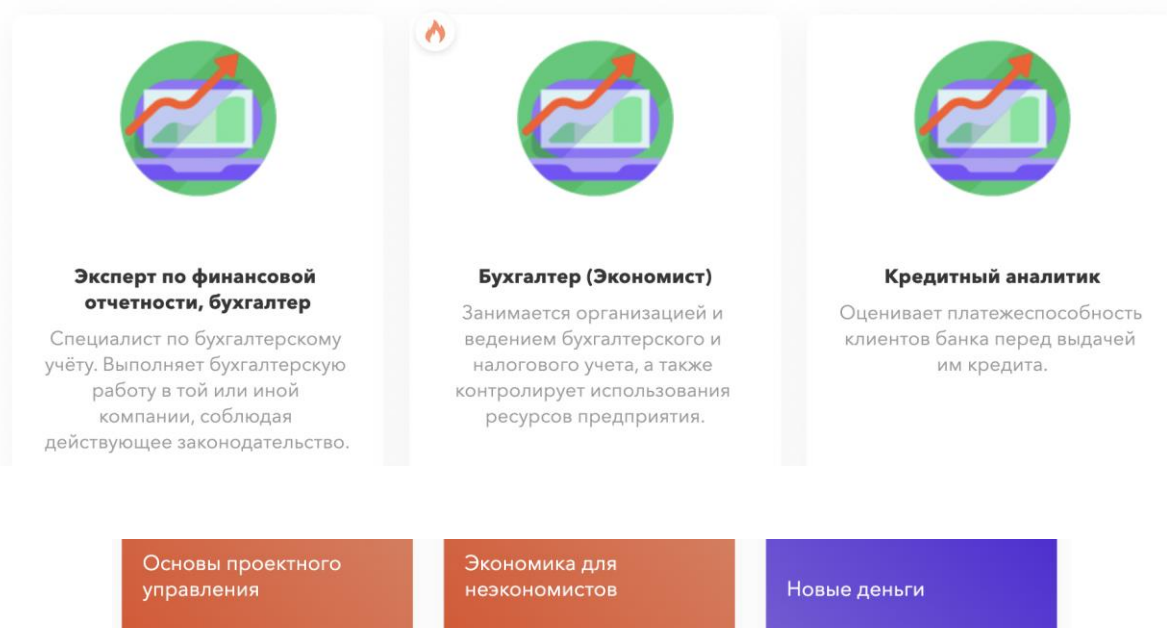 Эксперт по финансовой
отчетности, бухгалтер
Специалист по бухгалтерскому
учёту. Выполняет бухгалтерскую
работу в той или иной
компании, соблюдая
действующее законодательство.
Бухгалтер (Экономист)
Занимается организацией и
ведением бухгалтерского и
налогового учета, а также
контролирует использования
ресурсов предприятия.
Кредитный аналитик
Оценивает платежеспособность
клиентов банка перед выдачей
им кредита.
Основы проектного
управления
Экономика для
неэкономистов
Новые деньги